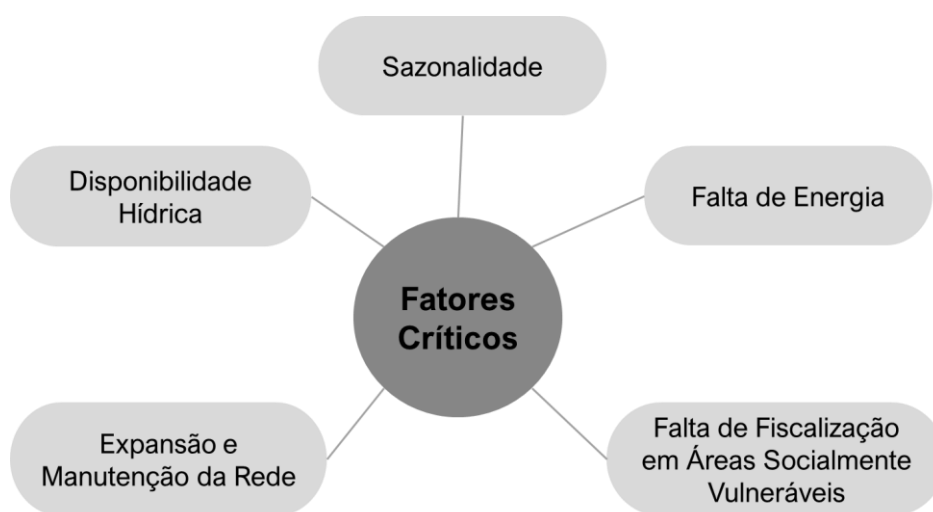 Sazonalidade
Disponibilidade
Hídrica
Falta de Energia
Fatores
Críticos
Expansão e
Manutenção da Rede
Falta de Fiscalização
em Áreas Socialmente
Vulneráveis